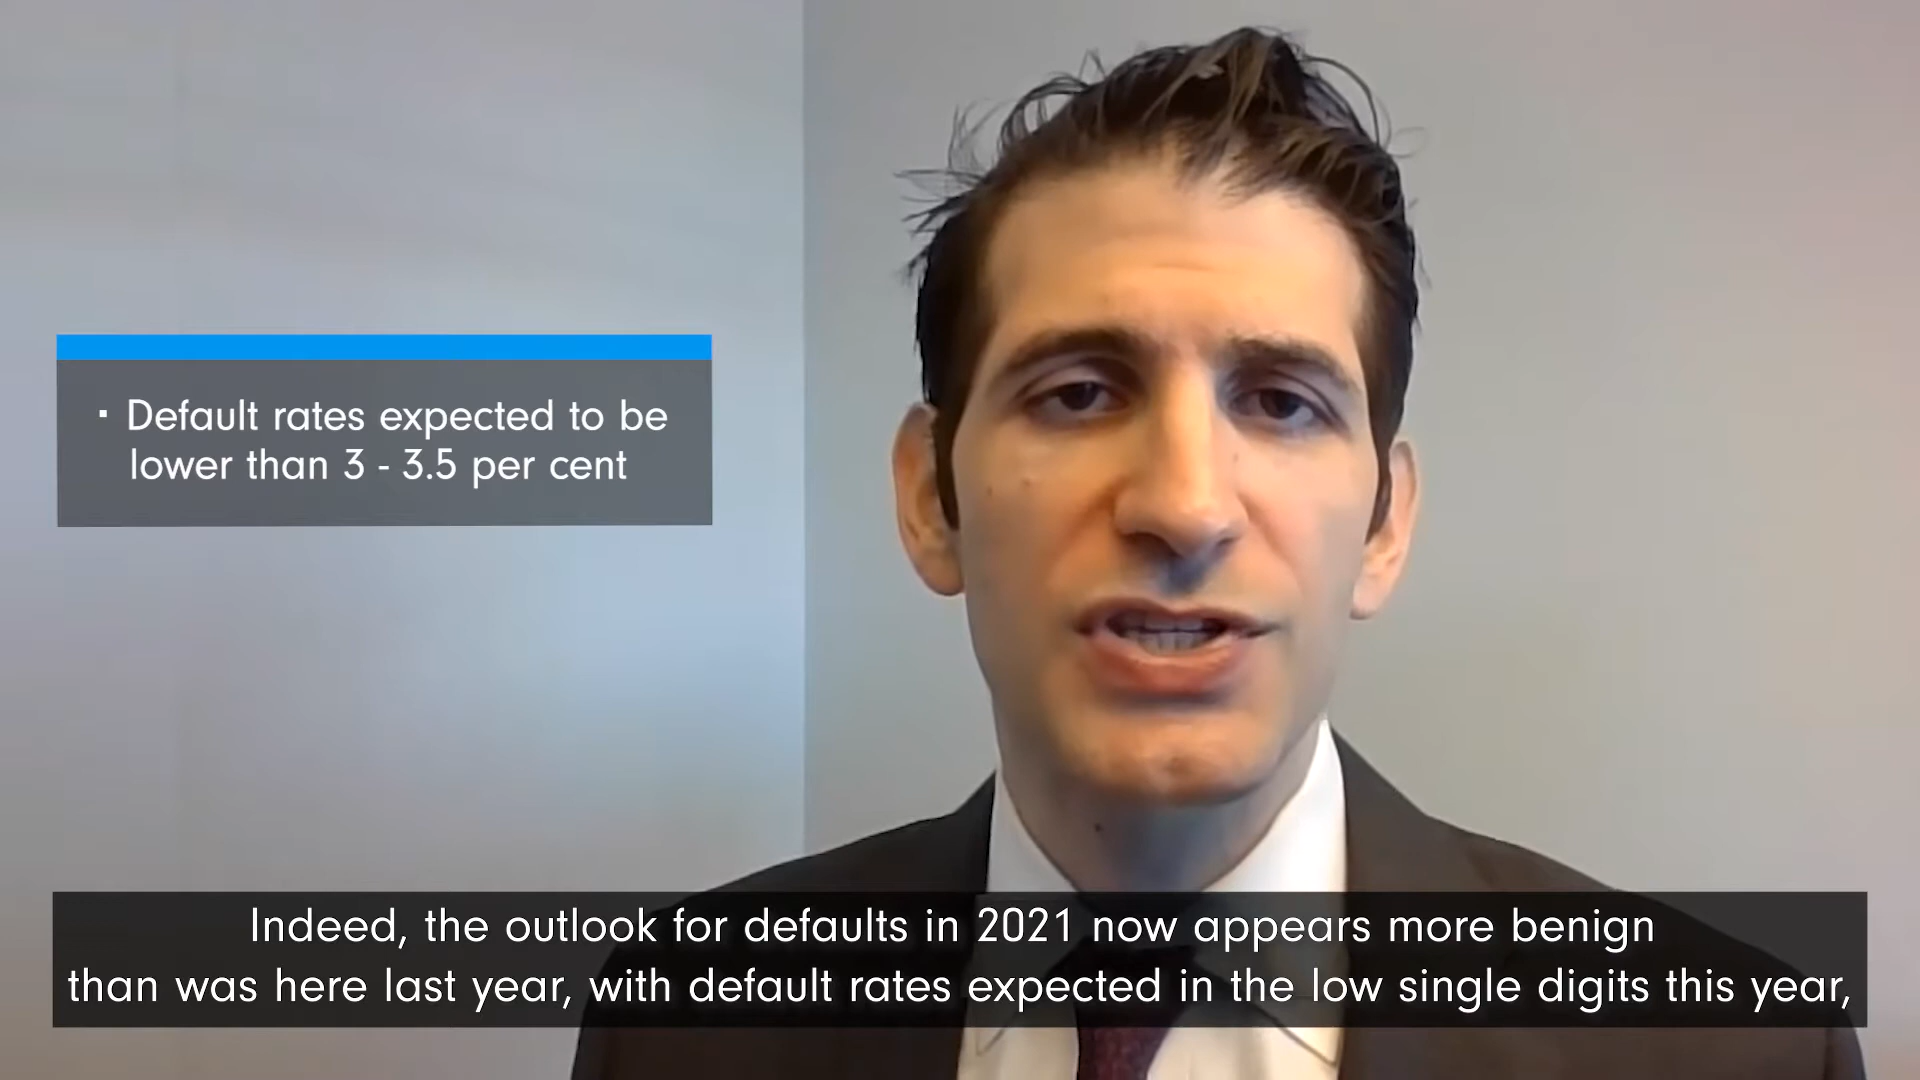 ▪ Default rates expected to be
lower than 3 - 3.5 per cent
Indeed, the outlook for defaults in 2021 now appears more benign
than was here last year, with default rates expected in the low single digits this year,